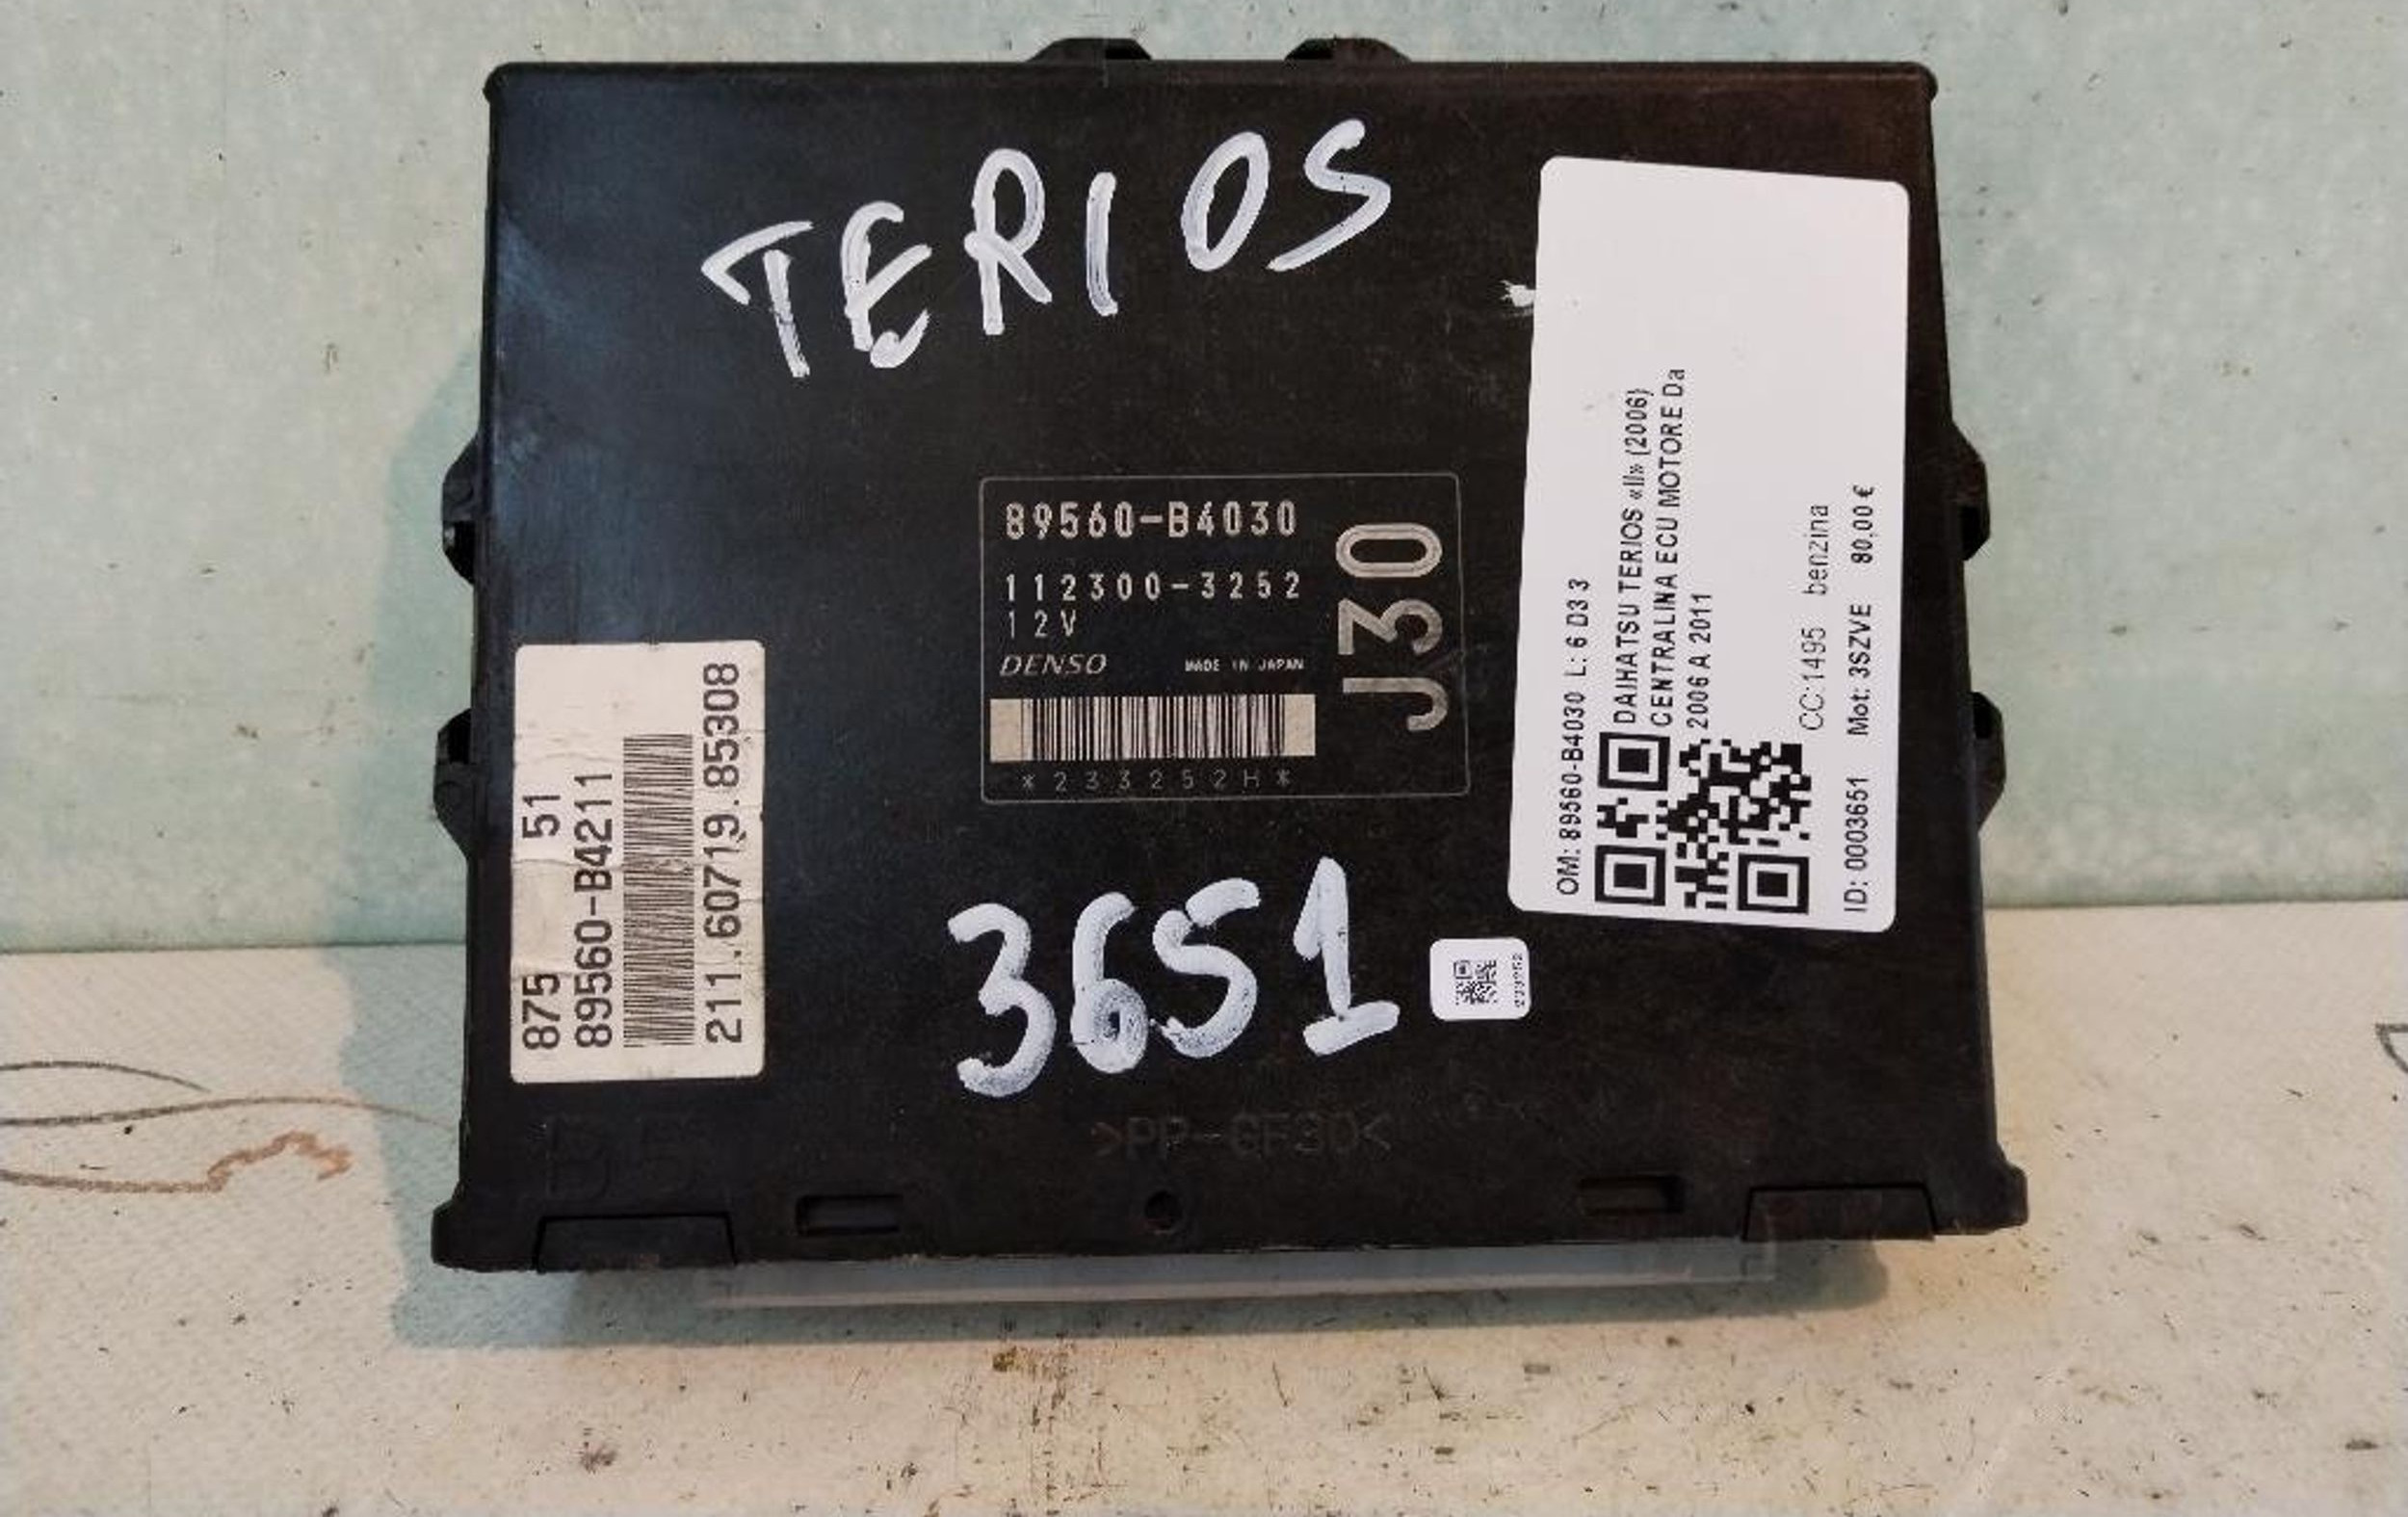 TERIOS
89560-B4030
112300-3252
12V
DENSO MADE IN JAPAN
*233252H*
J30
875 51
89560-B4211
211.60719.85308
OM: 89560-B4030 L: 6 D3 3
DAIHATSU TERIOS «II» (2006)
CENTRALINA ECU MOTORE Da
2006 A 2011
CC:1495 benzina
ID: 0003651 Mot: 3SZVE 80,00 €
3651
>PP-GF30<